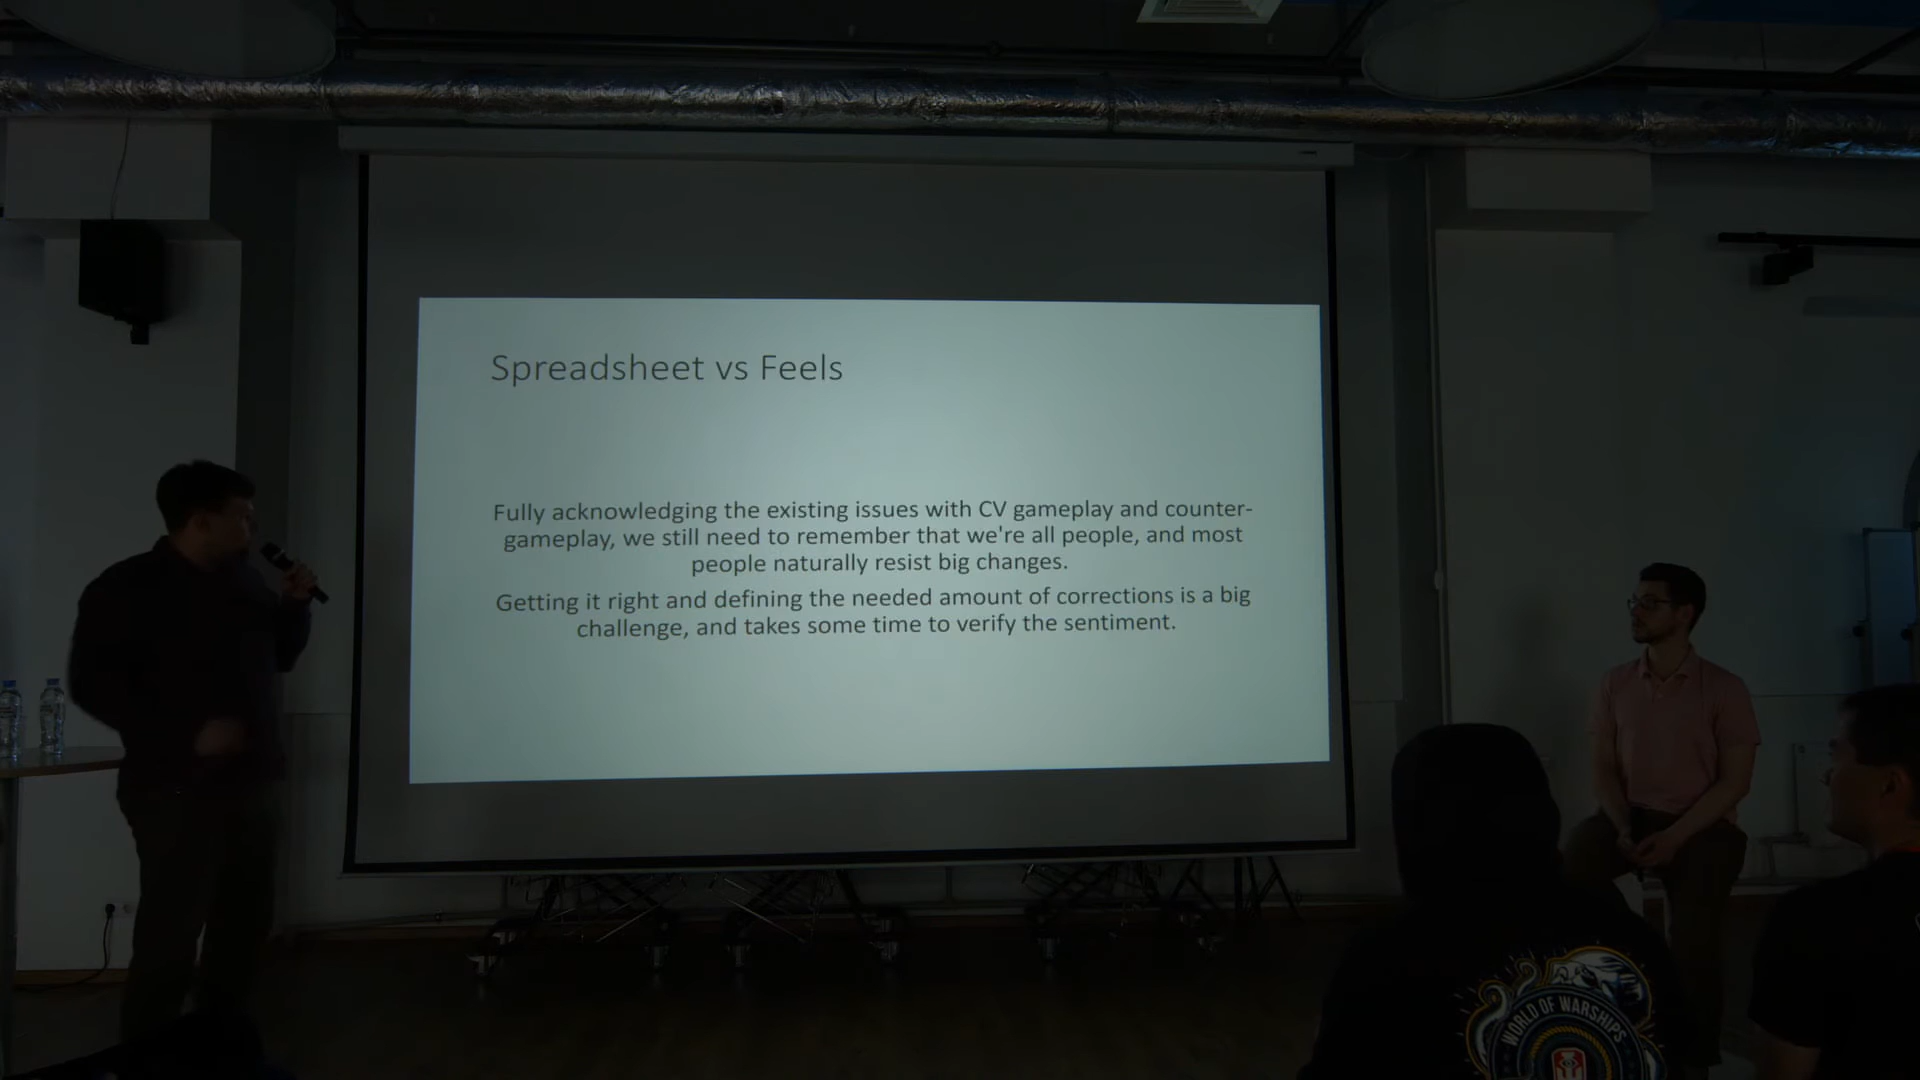 Spreadsheet vs Feels
Fully acknowledging the existing issues with CV gameplay and counter-
gameplay, we still need to remember that we're all people, and most
people naturally resist big changes.
Getting it right and defining the needed amount of corrections is a big
challenge, and takes some time to verify the sentiment.
WORLD OF WARSHIPS